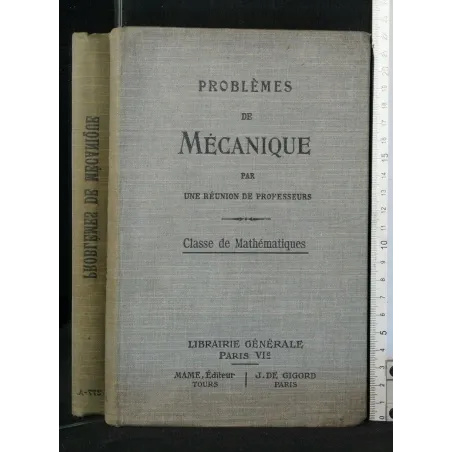 PROBLÈMES
DE
MÉCANIQUE
PAR
UNE RÉUNION DE PROFESSEURS
Classe de Mathématiques
LIBRAIRIE GÉNÉRALE
PARIS VIe
MAME, Éditeur
TOURS
J. DE GIGORD
PARIS
PROBLEMES DE MÉCANIQUE